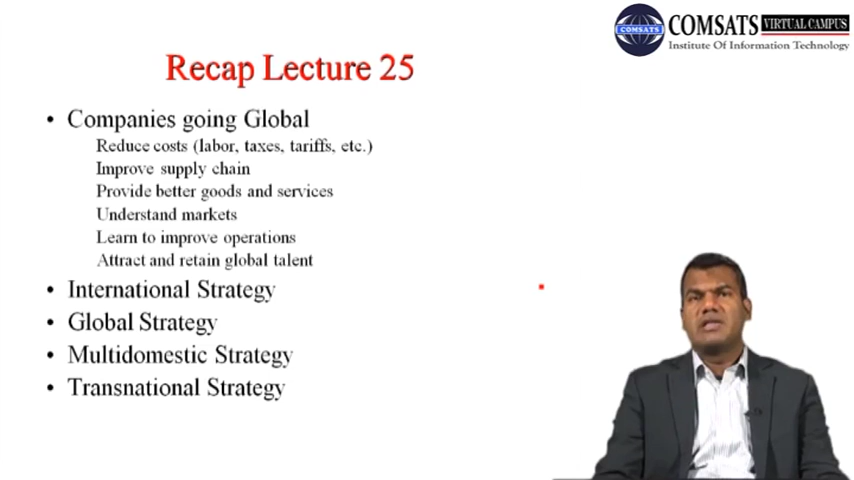 COMSATS VIRTUAL CAMPUS
COMSATS
Institute Of Information Technology
Recap Lecture 25
• Companies going Global
Reduce costs (labor, taxes, tariffs, etc.)
Improve supply chain
Provide better goods and services
Understand markets
Learn to improve operations
Attract and retain global talent
• International Strategy
• Global Strategy
• Multidomestic Strategy
• Transnational Strategy